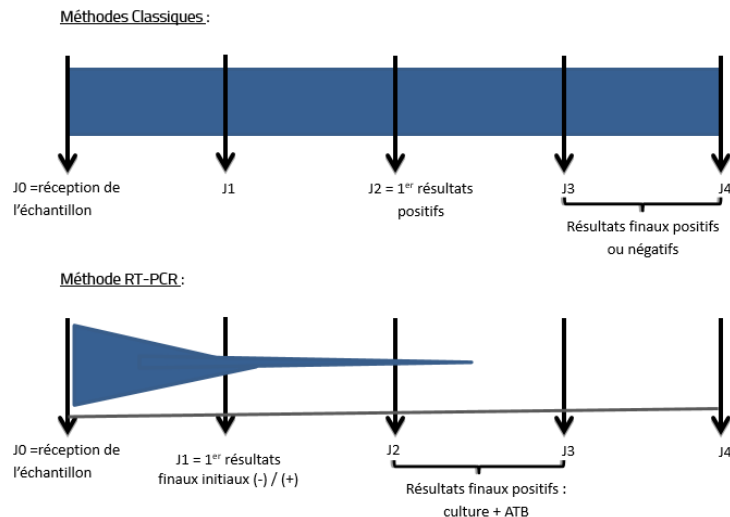 Méthodes Classiques :
J0 =réception de
l'échantillon
J1
J2 = 1er résultats
positifs
J3
J4
Résultats finaux positifs
ou négatifs
Méthode RT-PCR :
J0 =réception de
l'échantillon
J1 = 1er résultats
finaux initiaux (-) / (+)
J2
J3
J4
Résultats finaux positifs :
culture + ATB